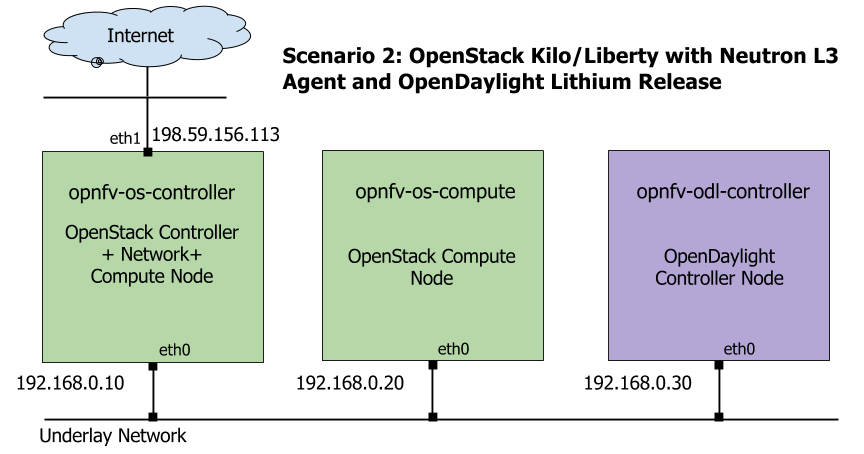 Internet
Scenario 2: OpenStack Kilo/Liberty with Neutron L3
Agent and OpenDaylight Lithium Release
eth1
198.59.156.113
opnfv-os-controller
OpenStack Controller
+ Network+
Compute Node
eth0
192.168.0.10
opnfv-os-compute
OpenStack Compute
Node
eth0
192.168.0.20
opnfv-odl-controller
OpenDaylight
Controller Node
eth0
192.168.0.30
Underlay Network